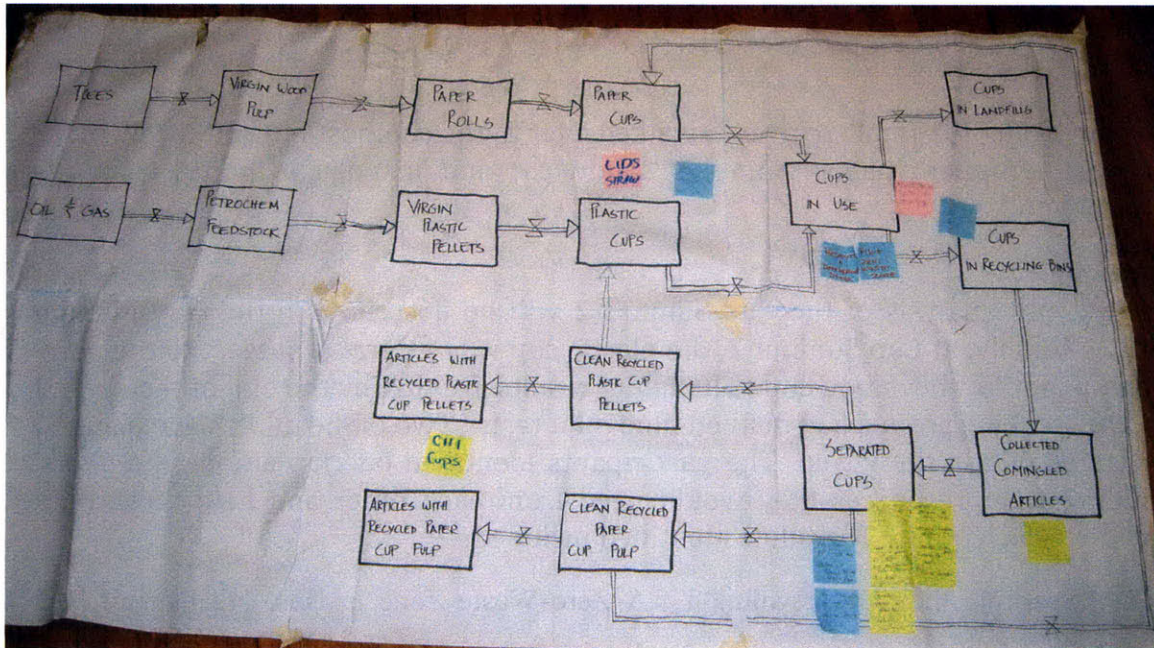 TREES
VIRGIN WOOD
PULP
PAPER
ROLLS
PAPER
CUPS
CUPS
IN LANDFILLS
LIDS
STRAW
CUPS
IN USE
OIL & GAS
PETROCHEM
FEEDSTOCK
VIRGIN
PLASTIC
PELLETS
PLASTIC
CUPS
CUPS
IN RECYCLING BINS
ARTICLES WITH
RECYCLED PLASTIC
CUP PELLETS
CLEAN RECYCLED
PLASTIC CUP
PELLETS
SEPARATED
CUPS
COLLECTED
COMINGLED
ARTICLES
Cups
ARTICLES WITH
RECYCLED PAPER
CUP PULP
CLEAN RECYCLED
PAPER
CUP PULP